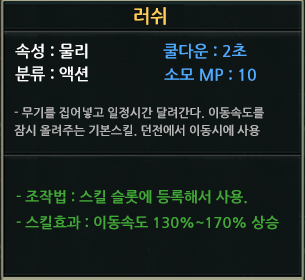 러쉬
속성 : 물리 쿨다운 : 2초
분류 : 액션 소모 MP : 10
- 무기를 집어넣고 일정시간 달려간다. 이동속도를
잠시 올려주는 기본스킬. 던전에서 이동시에 사용
- 조작법 : 스킬 슬롯에 등록해서 사용.
- 스킬효과 : 이동속도 130%~170% 상승